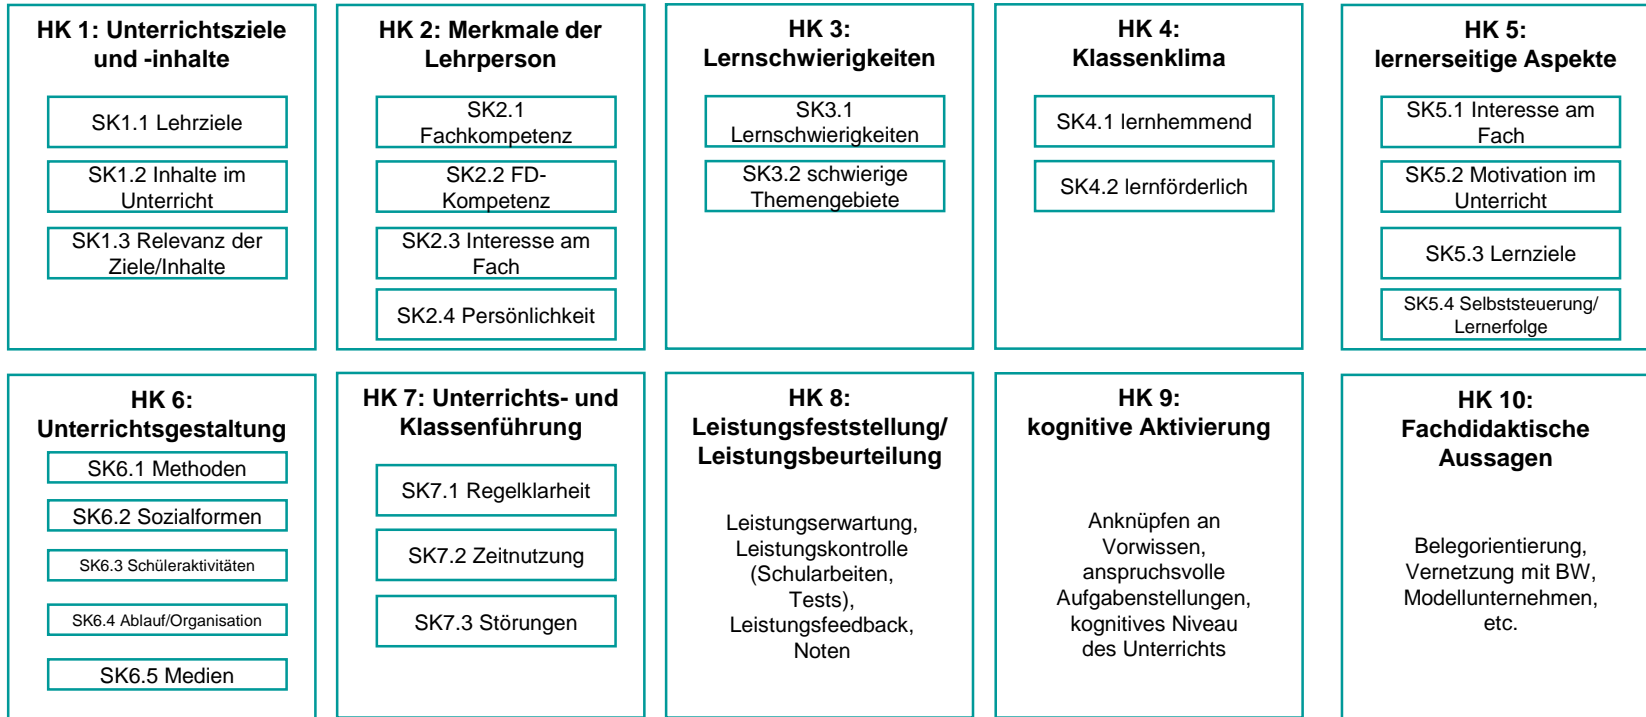 HK 1: Unterrichtsziele
und -inhalte
SK1.1 Lehrziele
SK1.2 Inhalte im
Unterricht
SK1.3 Relevanz der
Ziele/Inhalte
HK 2: Merkmale der
Lehrperson
SK2.1
Fachkompetenz
SK2.2 FD-
Kompetenz
SK2.3 Interesse am
Fach
SK2.4 Persönlichkeit
HK 3:
Lernschwierigkeiten
SK3.1
Lernschwierigkeiten
SK3.2 schwierige
Themengebiete
HK 4:
Klassenklima
SK4.1 lernhemmend
SK4.2 lernförderlich
HK 5:
lernerseitige Aspekte
SK5.1 Interesse am
Fach
SK5.2 Motivation im
Unterricht
SK5.3 Lernziele
SK5.4 Selbststeuerung/
Lernerfolge
HK 6:
Unterrichtsgestaltung
SK6.1 Methoden
SK6.2 Sozialformen
SK6.3 Schüleraktivitäten
SK6.4 Ablauf/Organisation
SK6.5 Medien
HK 7: Unterrichts- und
Klassenführung
SK7.1 Regelklarheit
SK7.2 Zeitnutzung
SK7.3 Störungen
HK 8:
Leistungsfeststellung/
Leistungsbeurteilung
Leistungserwartung,
Leistungskontrolle
(Schularbeiten,
Tests),
Leistungsfeedback,
Noten
HK 9:
kognitive Aktivierung
Anknüpfen an
Vorwissen,
anspruchsvolle
Aufgabenstellungen,
kognitives Niveau
des Unterrichts
HK 10:
Fachdidaktische
Aussagen
Belegorientierung,
Vernetzung mit BW,
Modellunternehmen,
etc.